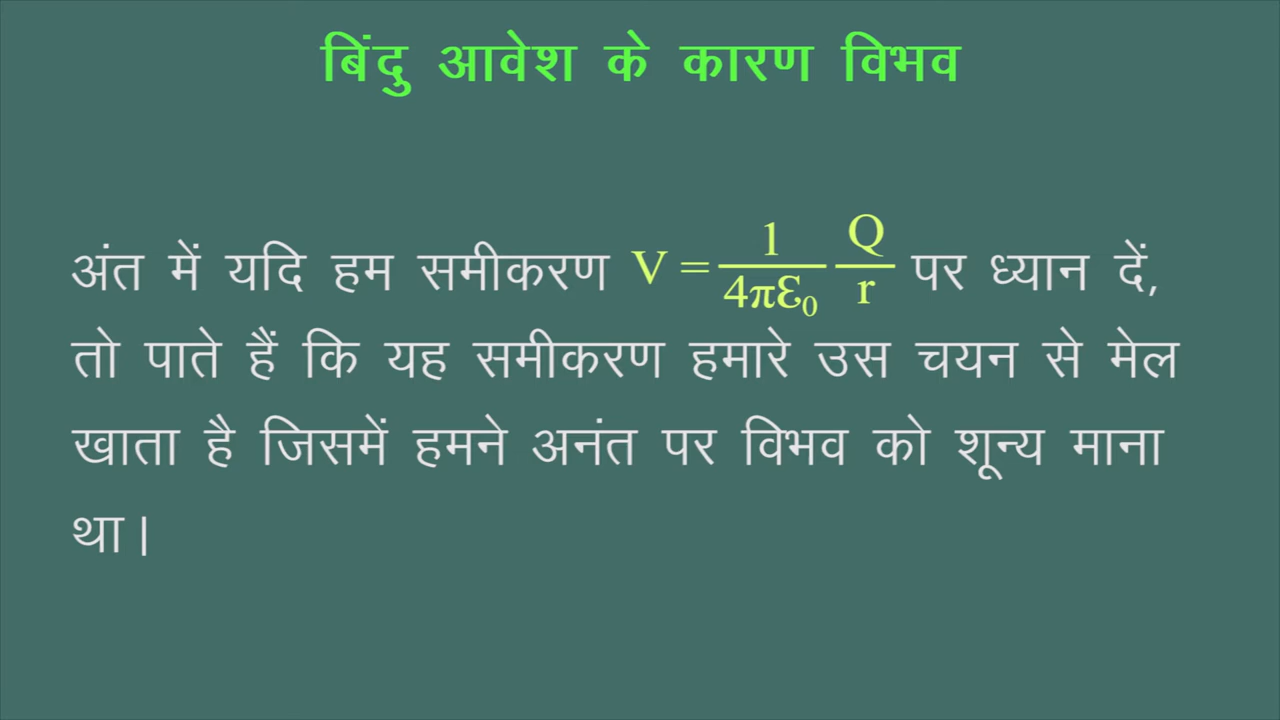 बिंदु आवेश के कारण विभव
अंत में यदि हम समीकरण V = 1/4πε₀ Q/r पर ध्यान दें,
तो पाते हैं कि यह समीकरण हमारे उस चयन से मेल
खाता है जिसमें हमने अनंत पर विभव को शून्य माना
था।